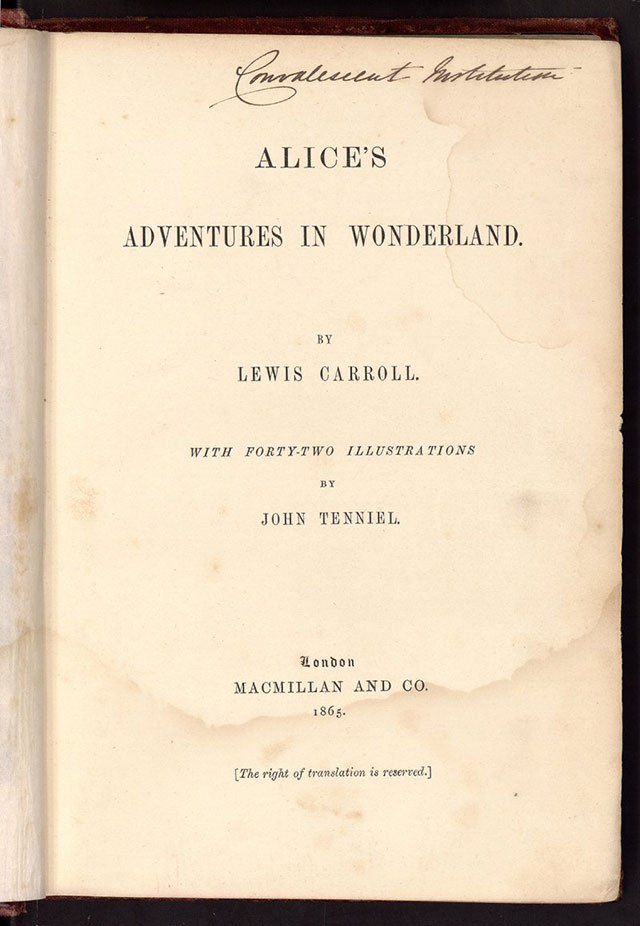 Convalescent Institution
ALICE'S
ADVENTURES IN WONDERLAND.
BY
LEWIS CARROLL.
WITH FORTY-TWO ILLUSTRATIONS
BY
JOHN TENNIEL.
London
MACMILLAN AND CO.
1865.
[The right of translation is reserved.]